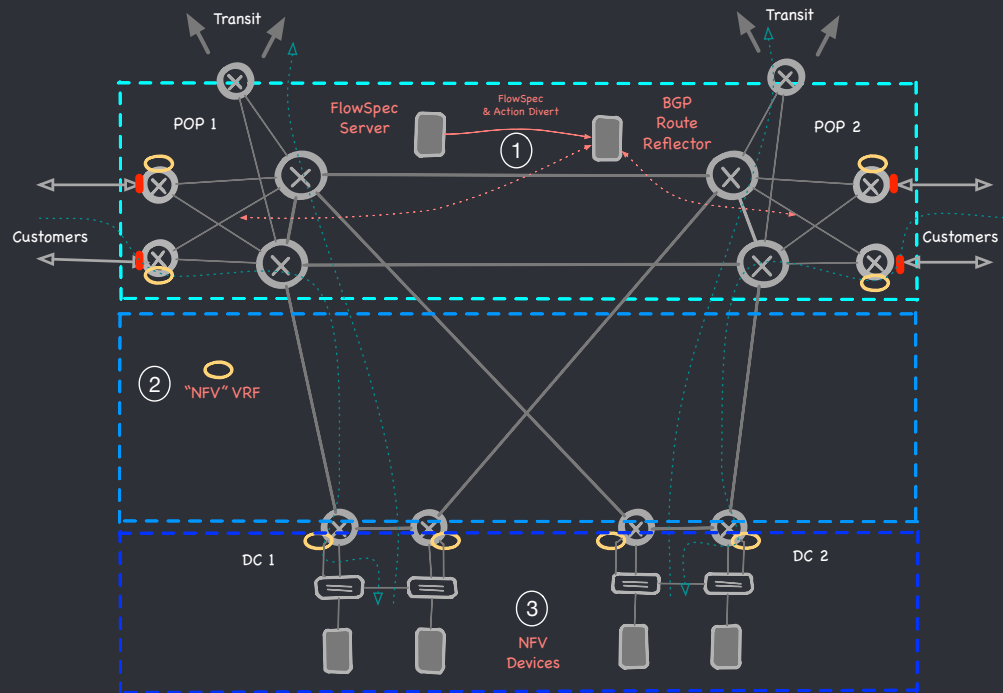 Transit
Transit
FlowSpec
& Action Divert
FlowSpec
Server
BGP
Route
Reflector
POP 1
POP 2
1
Customers
Customers
2
“NFV” VRF
DC 1
DC 2
3
NFV
Devices